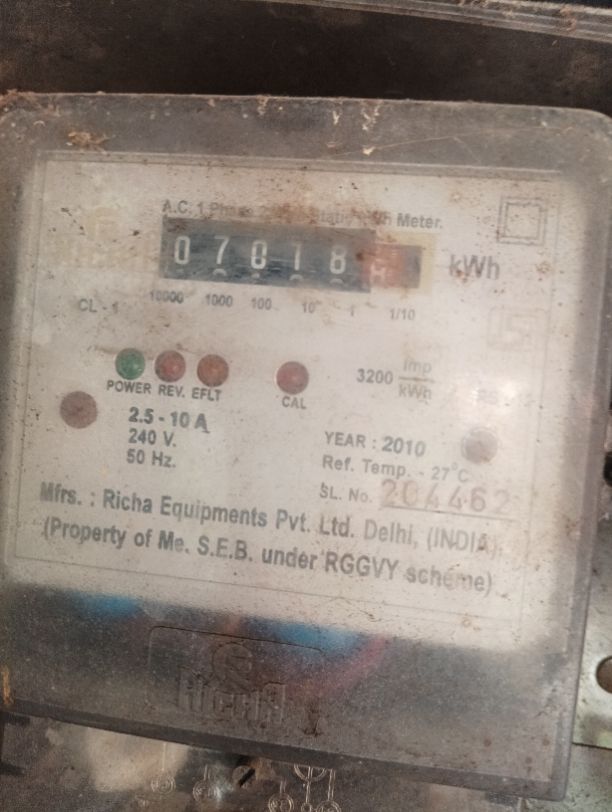 A.C. 1 Meter.
07018 kWh
CL - 1 10000 1000 100 10 1 1/10
POWER REV. EFLT CAL
3200 Imp
kWh
2.5 - 10 A
240 V.
50 Hz.
YEAR : 2010
Ref. Temp. - 27°C
SL. No. 204462
Mfrs. : Richa Equipments Pvt. Ltd. Delhi, (INDIA).
(Property of Me. S.E.B. under RGGVY scheme)
RICHA